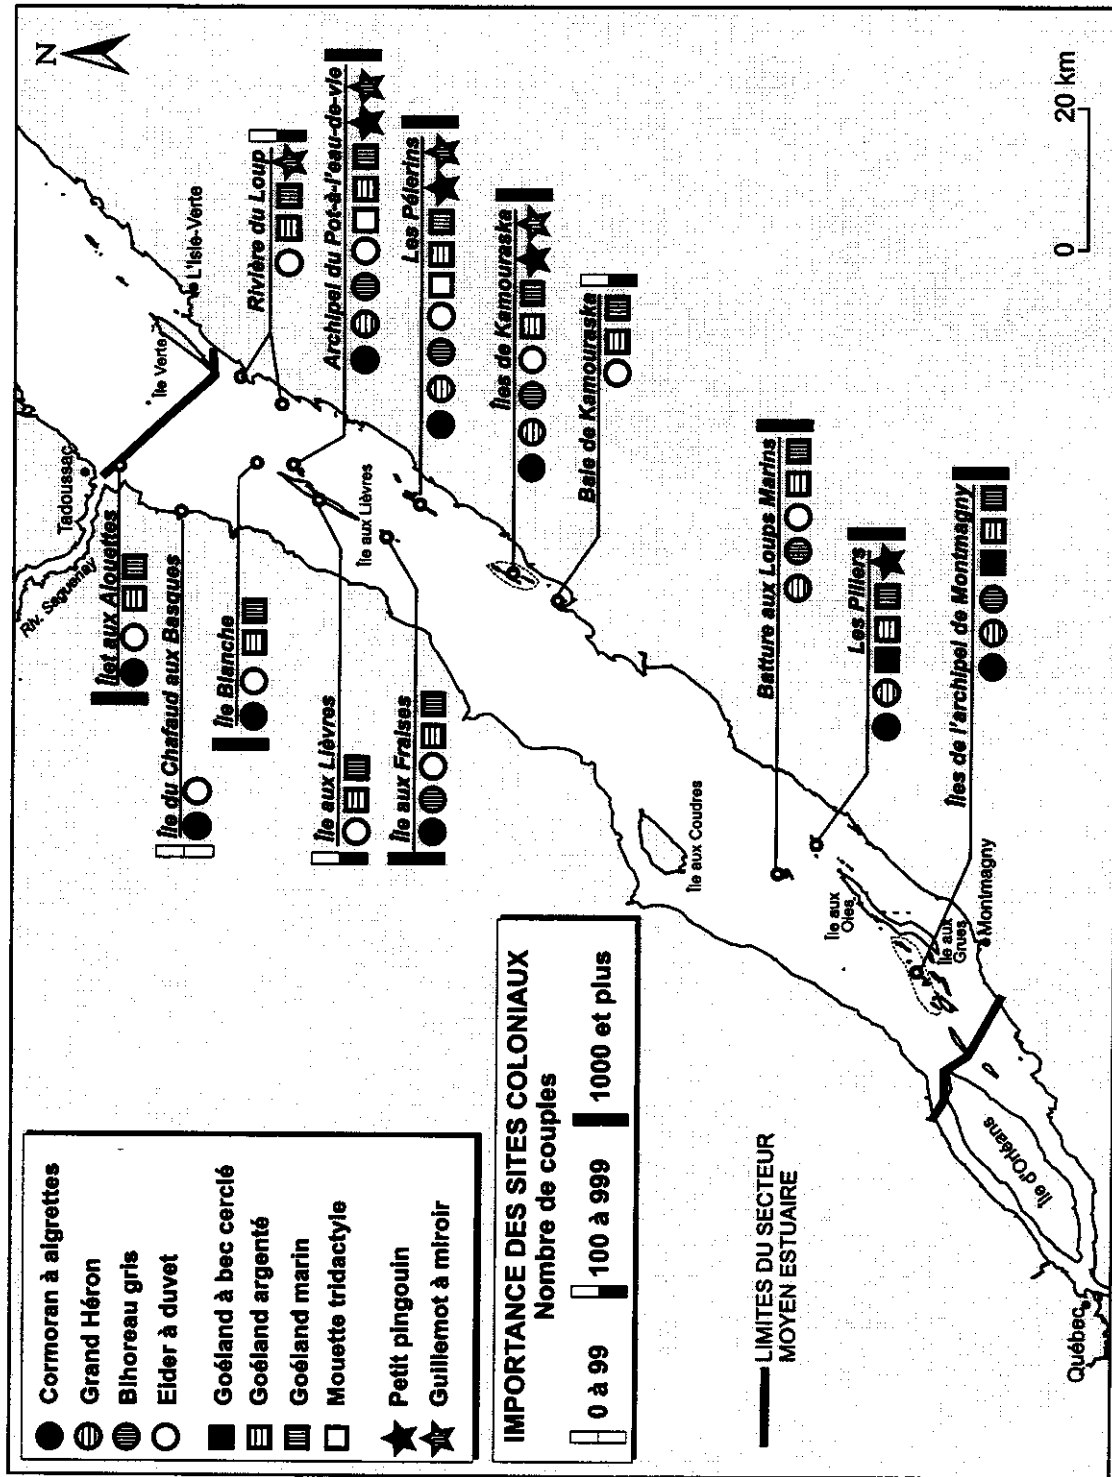 Cormoran à aigrettes
Grand Héron
Bihoreau gris
Eider à duvet
Goéland à bec cerclé
Goéland argenté
Goéland marin
Mouette tridactyle
Petit pingouin
Guillemot à miroir
IMPORTANCE DES SITES COLONIAUX
Nombre de couples
0 à 99
100 à 999
1000 et plus
LIMITES DU SECTEUR
MOYEN ESTUAIRE
N
Riv. Saguenay
Tadoussac
Île Verte
L'Isle-Verte
Îlet aux Alouettes
Île du Chafaud aux Basques
Île Blanche
Île aux Lièvres
Île aux Fraises
Île aux Lièvres
Rivière du Loup
Archipel du Pot-à-l'eau-de-vie
Les Pélerins
Îles de Kamouraska
Baie de Kamouraska
Batture aux Loups Marins
Les Piliers
Îles de l'archipel de Montmagny
Île aux Coudres
Île aux
Oies
Île aux
Grues
Montmagny
Île d'Orléans
Québec
0
20 km